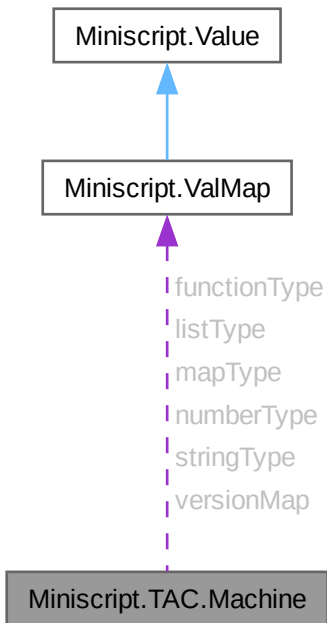 Miniscript.Value
Miniscript.ValMap
functionType
listType
mapType
numberType
stringType
versionMap
Miniscript.TAC.Machine